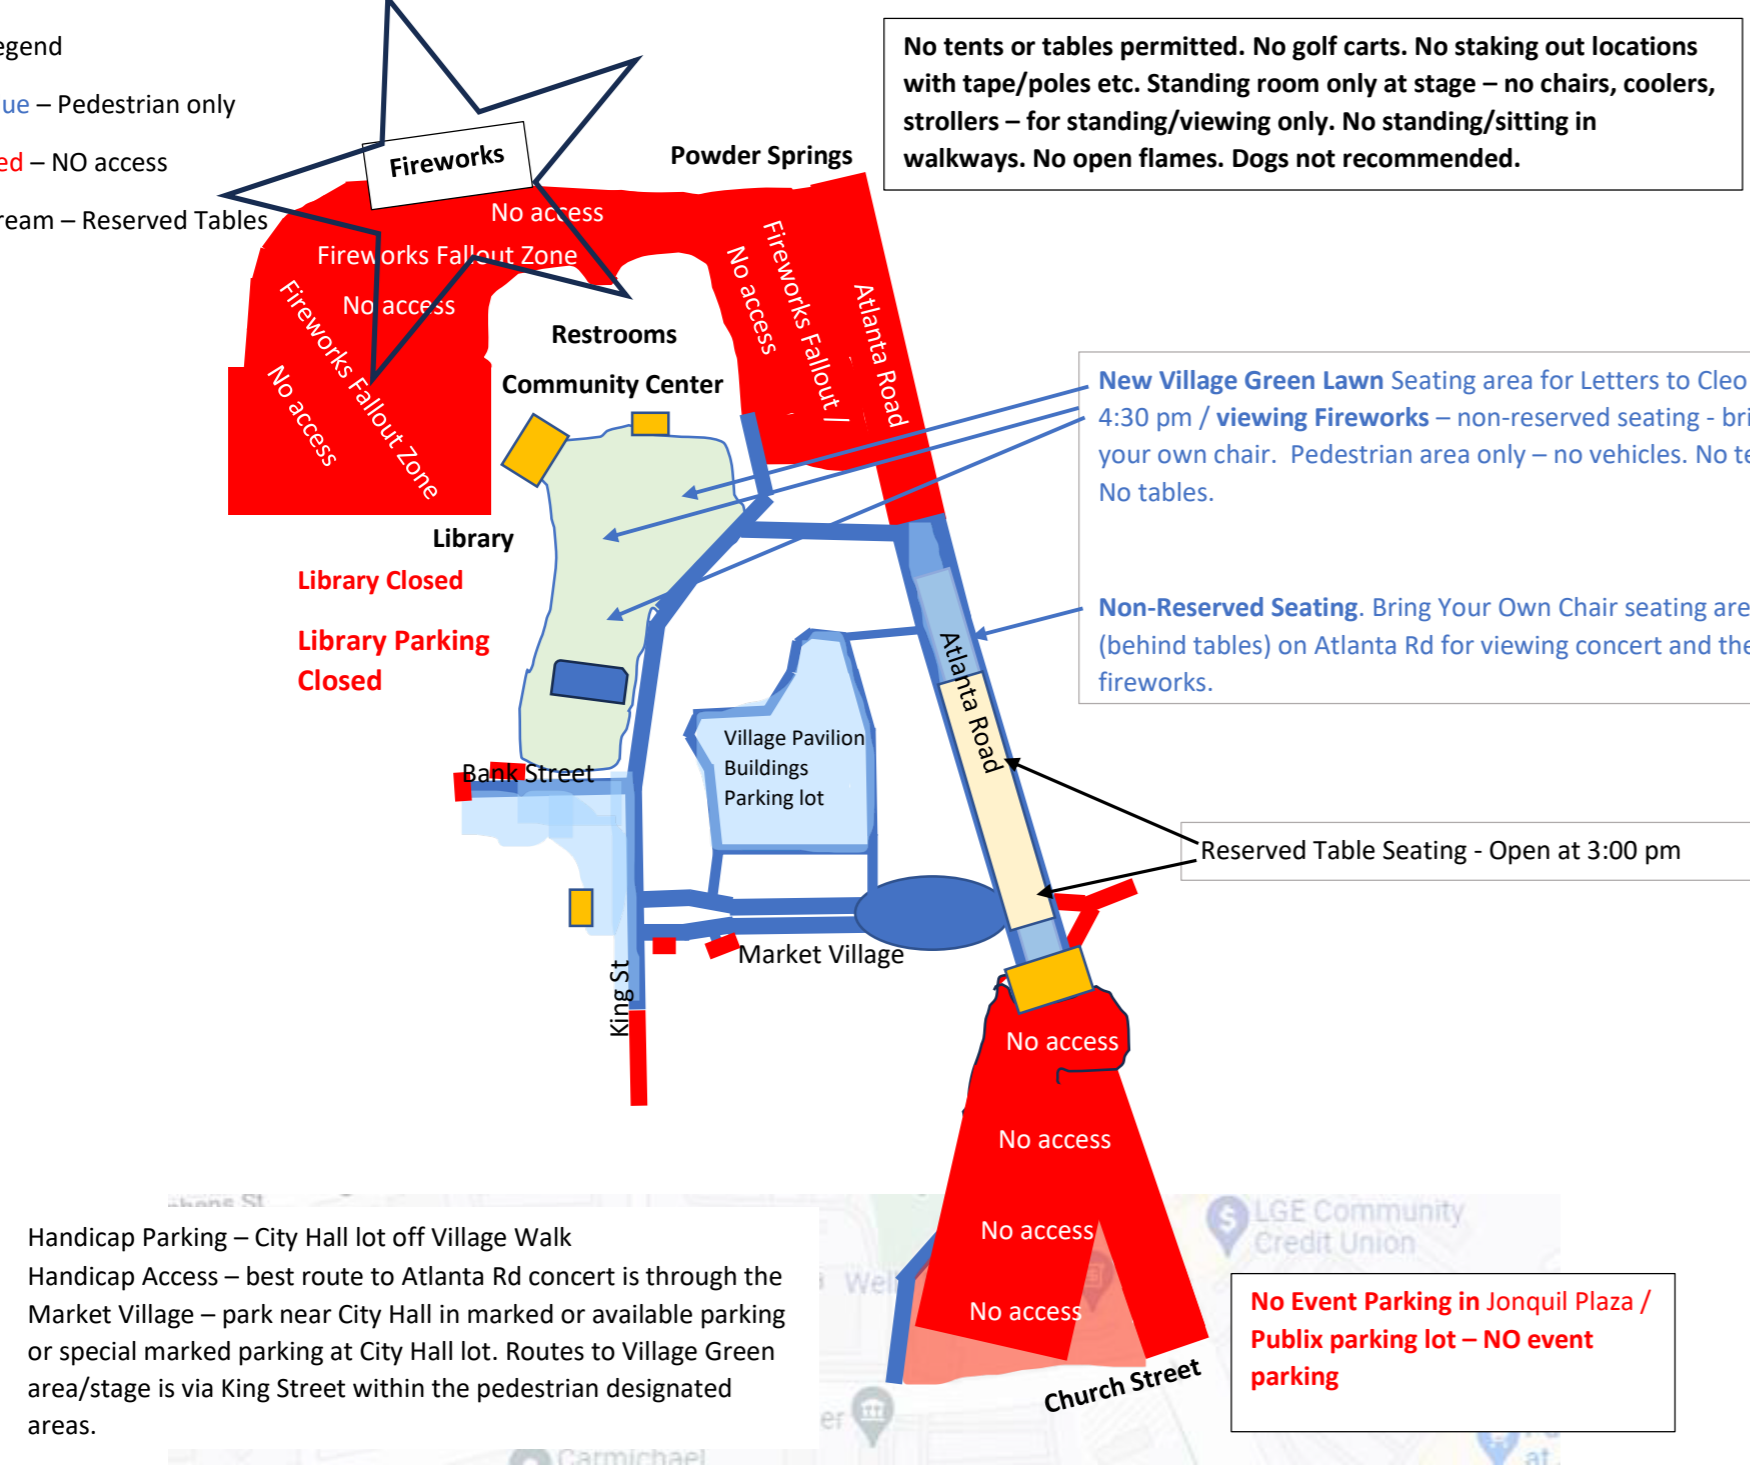 egend
ue – Pedestrian only
ed – NO access
ream – Reserved Tables
Fireworks
Powder Springs
No tents or tables permitted. No golf carts. No staking out locations
with tape/poles etc. Standing room only at stage – no chairs, coolers,
strollers – for standing/viewing only. No standing/sitting in
walkways. No open flames. Dogs not recommended.
No access
Fireworks Fallout Zone
No access
Fireworks Fallout Zone
No access
Fireworks Fallout /
No access
Atlanta Road
Restrooms
Community Center
New Village Green Lawn Seating area for Letters to Cleo
4:30 pm / viewing Fireworks – non-reserved seating - bri
your own chair. Pedestrian area only – no vehicles. No te
No tables.
Library
Library Closed
Library Parking
Closed
Non-Reserved Seating. Bring Your Own Chair seating are
(behind tables) on Atlanta Rd for viewing concert and the
fireworks.
Atlanta Road
Village Pavilion
Buildings
Parking lot
Bank Street
Reserved Table Seating - Open at 3:00 pm
Market Village
King St
No access
No access
No access
No access
Church Street
Handicap Parking – City Hall lot off Village Walk
Handicap Access – best route to Atlanta Rd concert is through the
Market Village – park near City Hall in marked or available parking
or special marked parking at City Hall lot. Routes to Village Green
area/stage is via King Street within the pedestrian designated
areas.
LGE Community
Credit Union
Well
er
Carmichael
at
No Event Parking in Jonquil Plaza /
Publix parking lot – NO event
parking